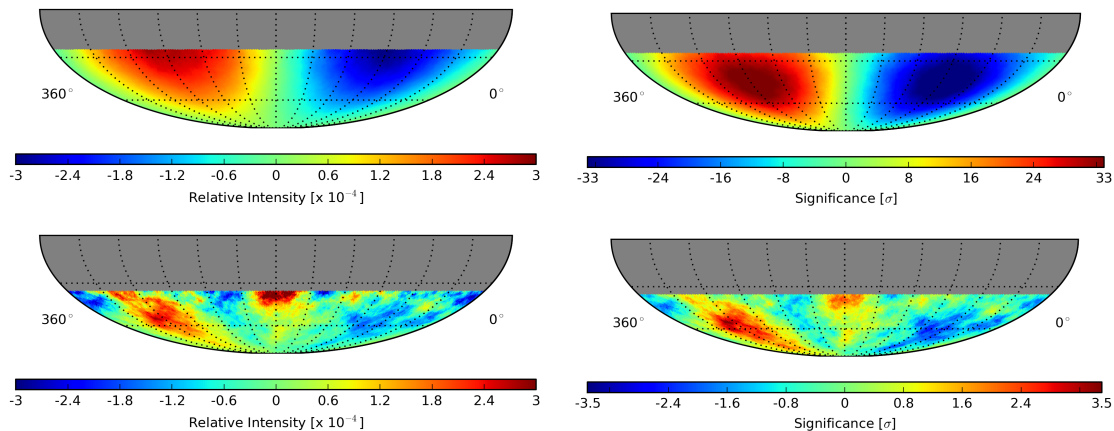 360° 0°
-3 -2.4 -1.8 -1.2 -0.6 0 0.6 1.2 1.8 2.4 3
Relative Intensity [x 10⁻⁴]
360° 0°
-33 -24 -16 -8 0 8 16 24 33
Significance [σ]
360° 0°
-3 -2.4 -1.8 -1.2 -0.6 0 0.6 1.2 1.8 2.4 3
Relative Intensity [x 10⁻⁴]
360° 0°
-3.5 -2.4 -1.6 -0.8 0 0.8 1.6 2.4 3.5
Significance [σ]